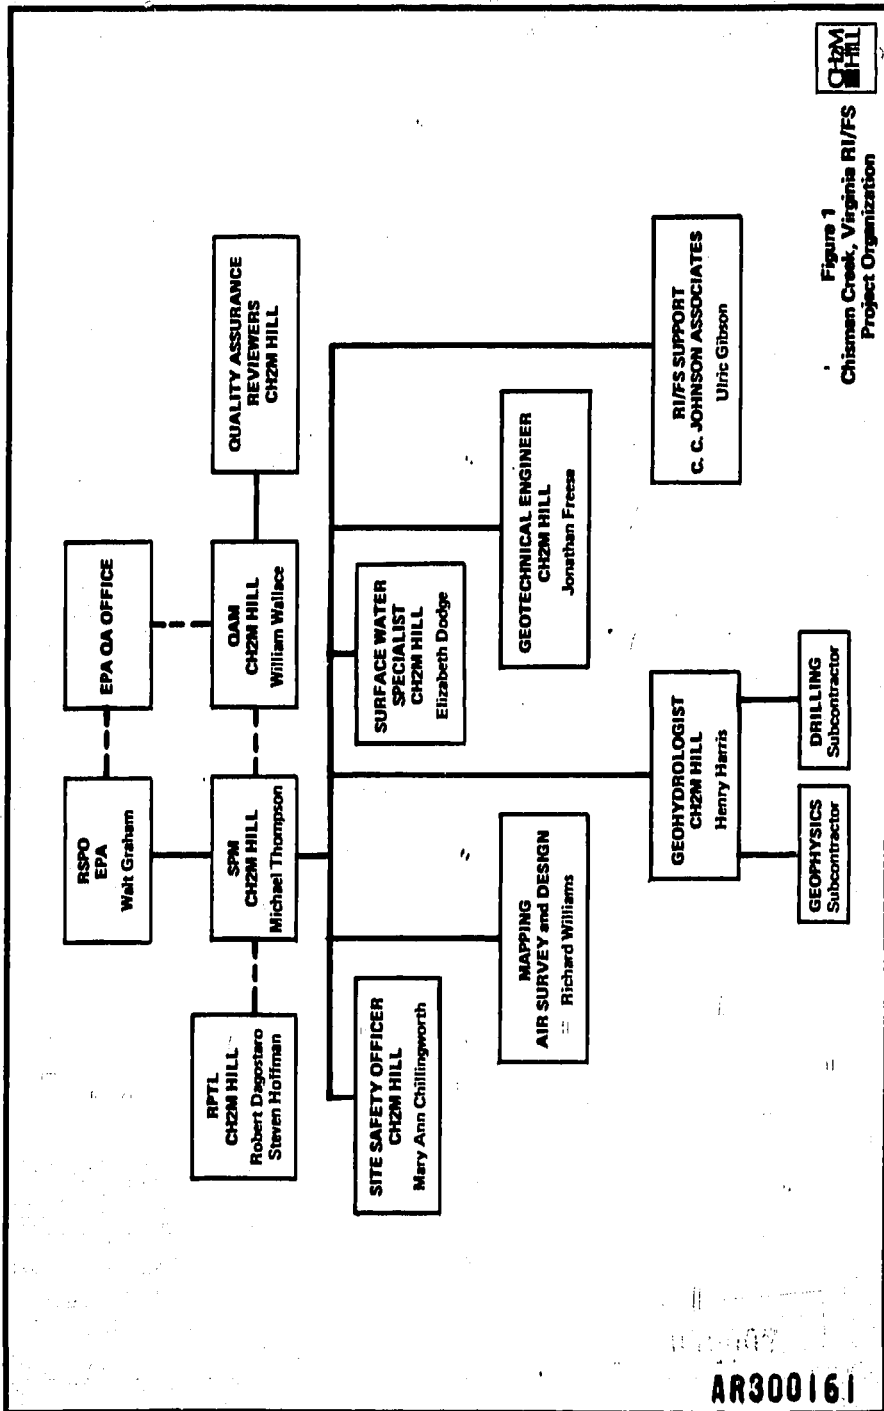 RSPO
EPA
Walt Graham
EPA QA OFFICE
RPTL
CH2M HILL
Robert Dagostaro
Steven Hoffman
SPM
CH2M HILL
Michael Thompson
QAM
CH2M HILL
William Wallace
QUALITY ASSURANCE
REVIEWERS
CH2M HILL
SITE SAFETY OFFICER
CH2M HILL
Mary Ann Chillingworth
SURFACE WATER
SPECIALIST
CH2M HILL
Elizabeth Dodge
MAPPING
AIR SURVEY and DESIGN
Richard Williams
GEOTECHNICAL ENGINEER
CH2M HILL
Jonathan Freese
GEOHYDROLOGIST
CH2M HILL
Henry Harris
RI/FS SUPPORT
C. C. JOHNSON ASSOCIATES
Ulric Gibson
GEOPHYSICS
Subcontractor
DRILLING
Subcontractor
Figure 1
Chisman Creek, Virginia RI/FS
Project Organization
CH2M
HILL
AR300161